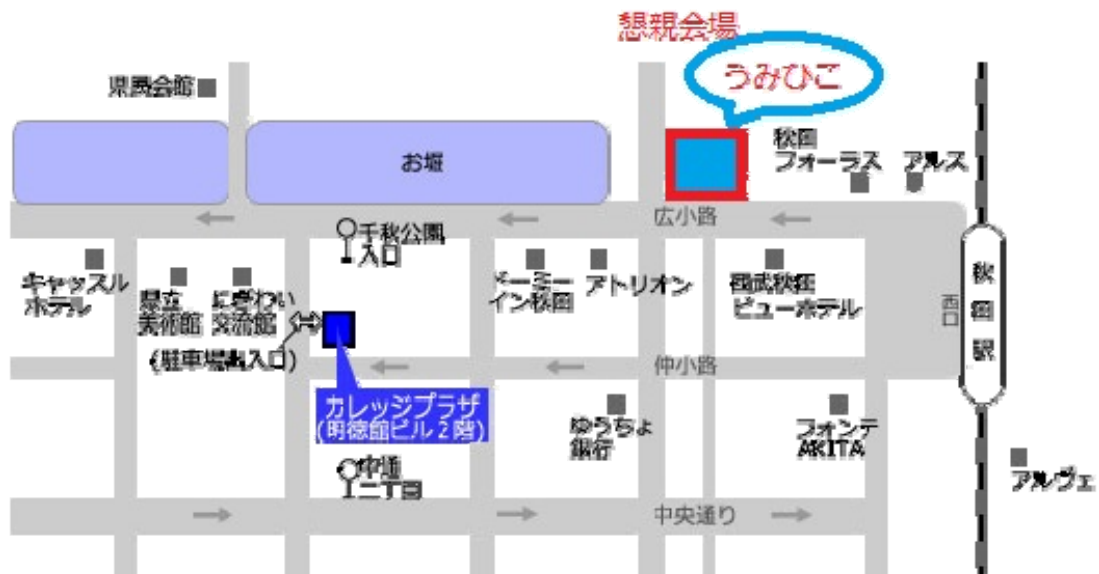 懇親会場
うみひこ
県民会館
お堀
秋田
フォーラス
アルス
広小路
千秋公園
入口
キャッスル
ホテル
県立
美術館
にぎわい
交流館
ドーミー
イン秋田
アトリオン
西武秋田
ビューホテル
西口
秋田駅
(駐車場出入口)
仲小路
カレッジプラザ
(明徳館ビル2階)
ゆうちょ
銀行
フォンテ
AKITA
中通
二丁目
アルヴェ
中央通り